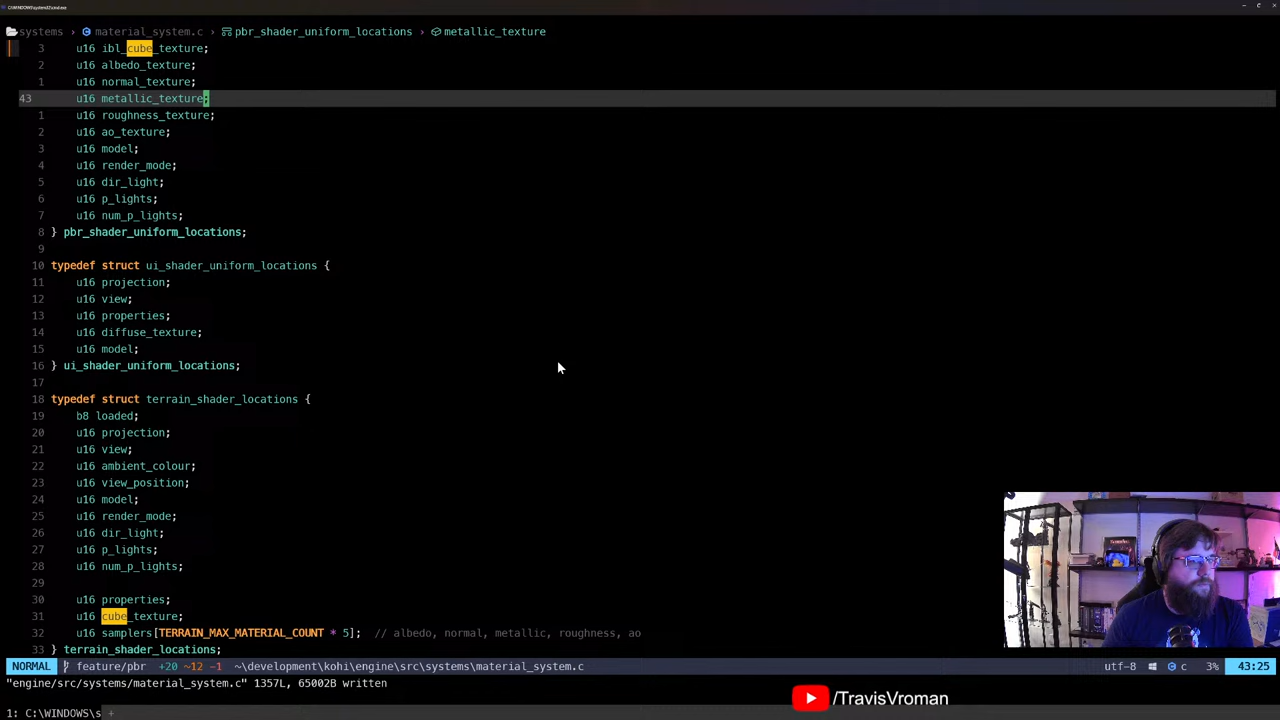 C:\WINDOWS\system32\cmd.exe
systems > material_system.c > pbr_shader_uniform_locations > metallic_texture
3 u16 ibl_cube_texture;
2 u16 albedo_texture;
1 u16 normal_texture;
43 u16 metallic_texture;
1 u16 roughness_texture;
2 u16 ao_texture;
3 u16 model;
4 u16 render_mode;
5 u16 dir_light;
6 u16 p_lights;
7 u16 num_p_lights;
8 } pbr_shader_uniform_locations;
9
10 typedef struct ui_shader_uniform_locations {
11 u16 projection;
12 u16 view;
13 u16 properties;
14 u16 diffuse_texture;
15 u16 model;
16 } ui_shader_uniform_locations;
17
18 typedef struct terrain_shader_locations {
19 b8 loaded;
20 u16 projection;
21 u16 view;
22 u16 ambient_colour;
23 u16 view_position;
24 u16 model;
25 u16 render_mode;
26 u16 dir_light;
27 u16 p_lights;
28 u16 num_p_lights;
29
30 u16 properties;
31 u16 cube_texture;
32 u16 samplers[TERRAIN_MAX_MATERIAL_COUNT * 5]; // albedo, normal, metallic, roughness, ao
33 } terrain_shader_locations;
NORMAL feature/pbr +20 ~12 -1 ~\development\kohi\engine\src\systems\material_system.c utf-8 c 3% 43:25
"engine/src/systems/material_system.c" 1357L, 65002B written
/TravisVroman
1: C:\WINDOWS\s +